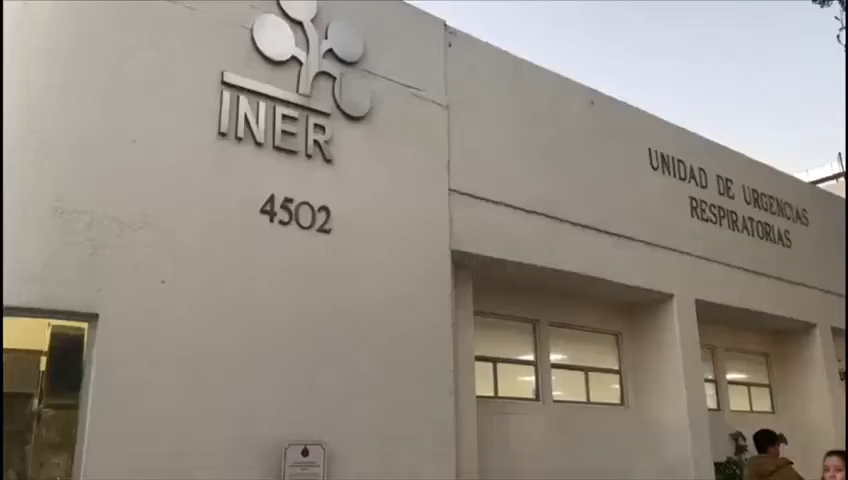 INER
4502
UNIDAD DE URGENCIAS
RESPIRATORIAS